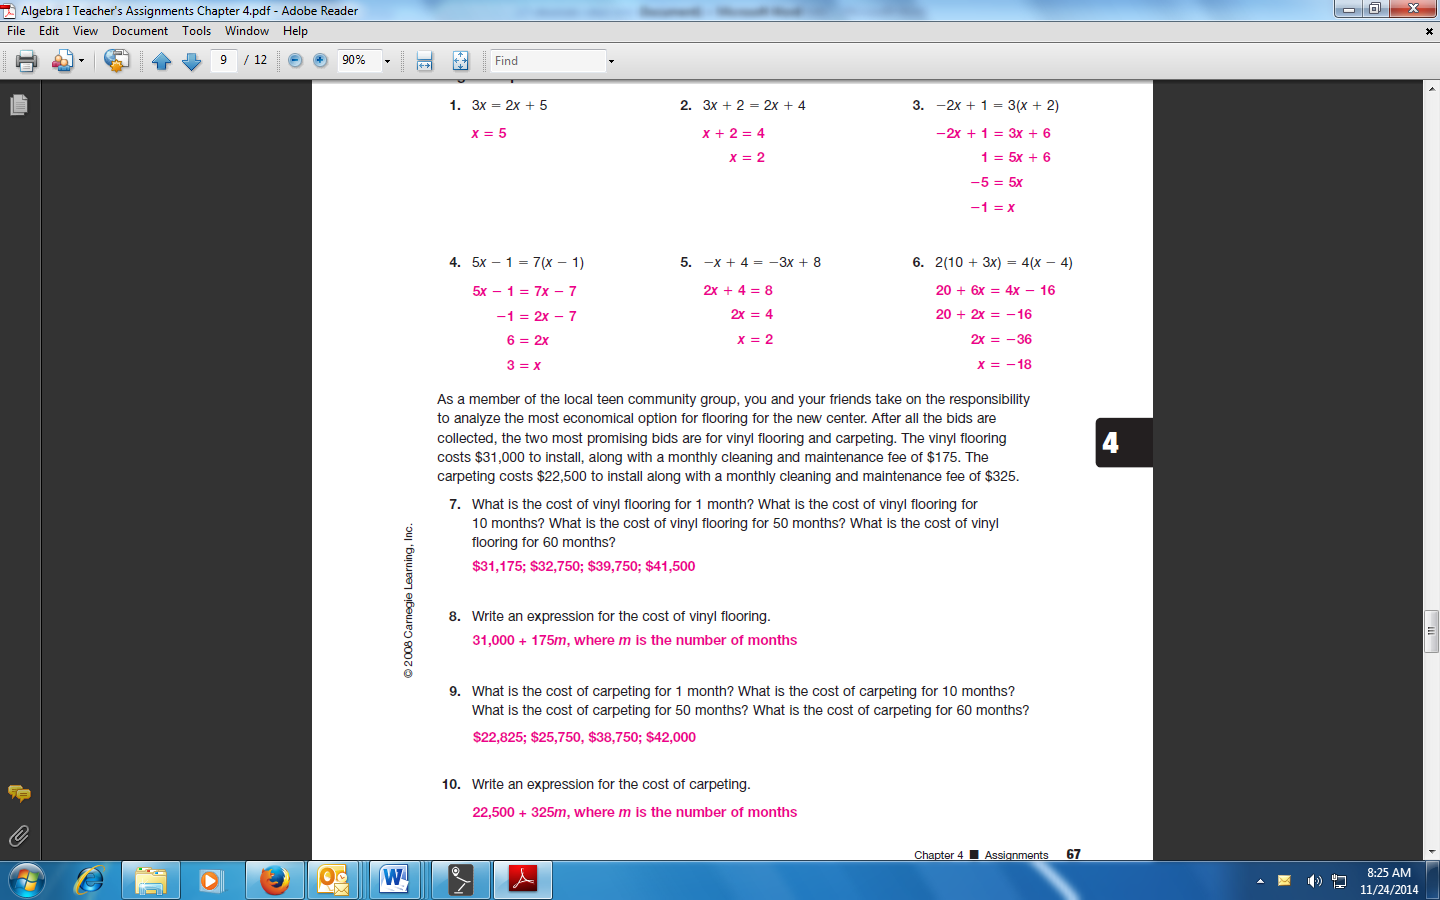 Algebra I Teacher's Assignments Chapter 4.pdf - Adobe Reader
File Edit View Document Tools Window Help
9 / 12 90% Find
1. 3x = 2x + 5 2. 3x + 2 = 2x + 4 3. −2x + 1 = 3(x + 2)
x = 5 x + 2 = 4 −2x + 1 = 3x + 6
x = 2 1 = 5x + 6
−5 = 5x
−1 = x
4. 5x − 1 = 7(x − 1) 5. −x + 4 = −3x + 8 6. 2(10 + 3x) = 4(x − 4)
5x − 1 = 7x − 7 2x + 4 = 8 20 + 6x = 4x − 16
−1 = 2x − 7 2x = 4 20 + 2x = −16
6 = 2x x = 2 2x = −36
3 = x x = −18
As a member of the local teen community group, you and your friends take on the responsibility
to analyze the most economical option for flooring for the new center. After all the bids are
collected, the two most promising bids are for vinyl flooring and carpeting. The vinyl flooring
costs $31,000 to install, along with a monthly cleaning and maintenance fee of $175. The
carpeting costs $22,500 to install along with a monthly cleaning and maintenance fee of $325.
4
7. What is the cost of vinyl flooring for 1 month? What is the cost of vinyl flooring for
10 months? What is the cost of vinyl flooring for 50 months? What is the cost of vinyl
flooring for 60 months?
$31,175; $32,750; $39,750; $41,500
8. Write an expression for the cost of vinyl flooring.
31,000 + 175m, where m is the number of months
9. What is the cost of carpeting for 1 month? What is the cost of carpeting for 10 months?
What is the cost of carpeting for 50 months? What is the cost of carpeting for 60 months?
$22,825; $25,750, $38,750; $42,000
10. Write an expression for the cost of carpeting.
22,500 + 325m, where m is the number of months
© 2008 Carnegie Learning, Inc.
Chapter 4 ■ Assignments 67
8:25 AM
11/24/2014